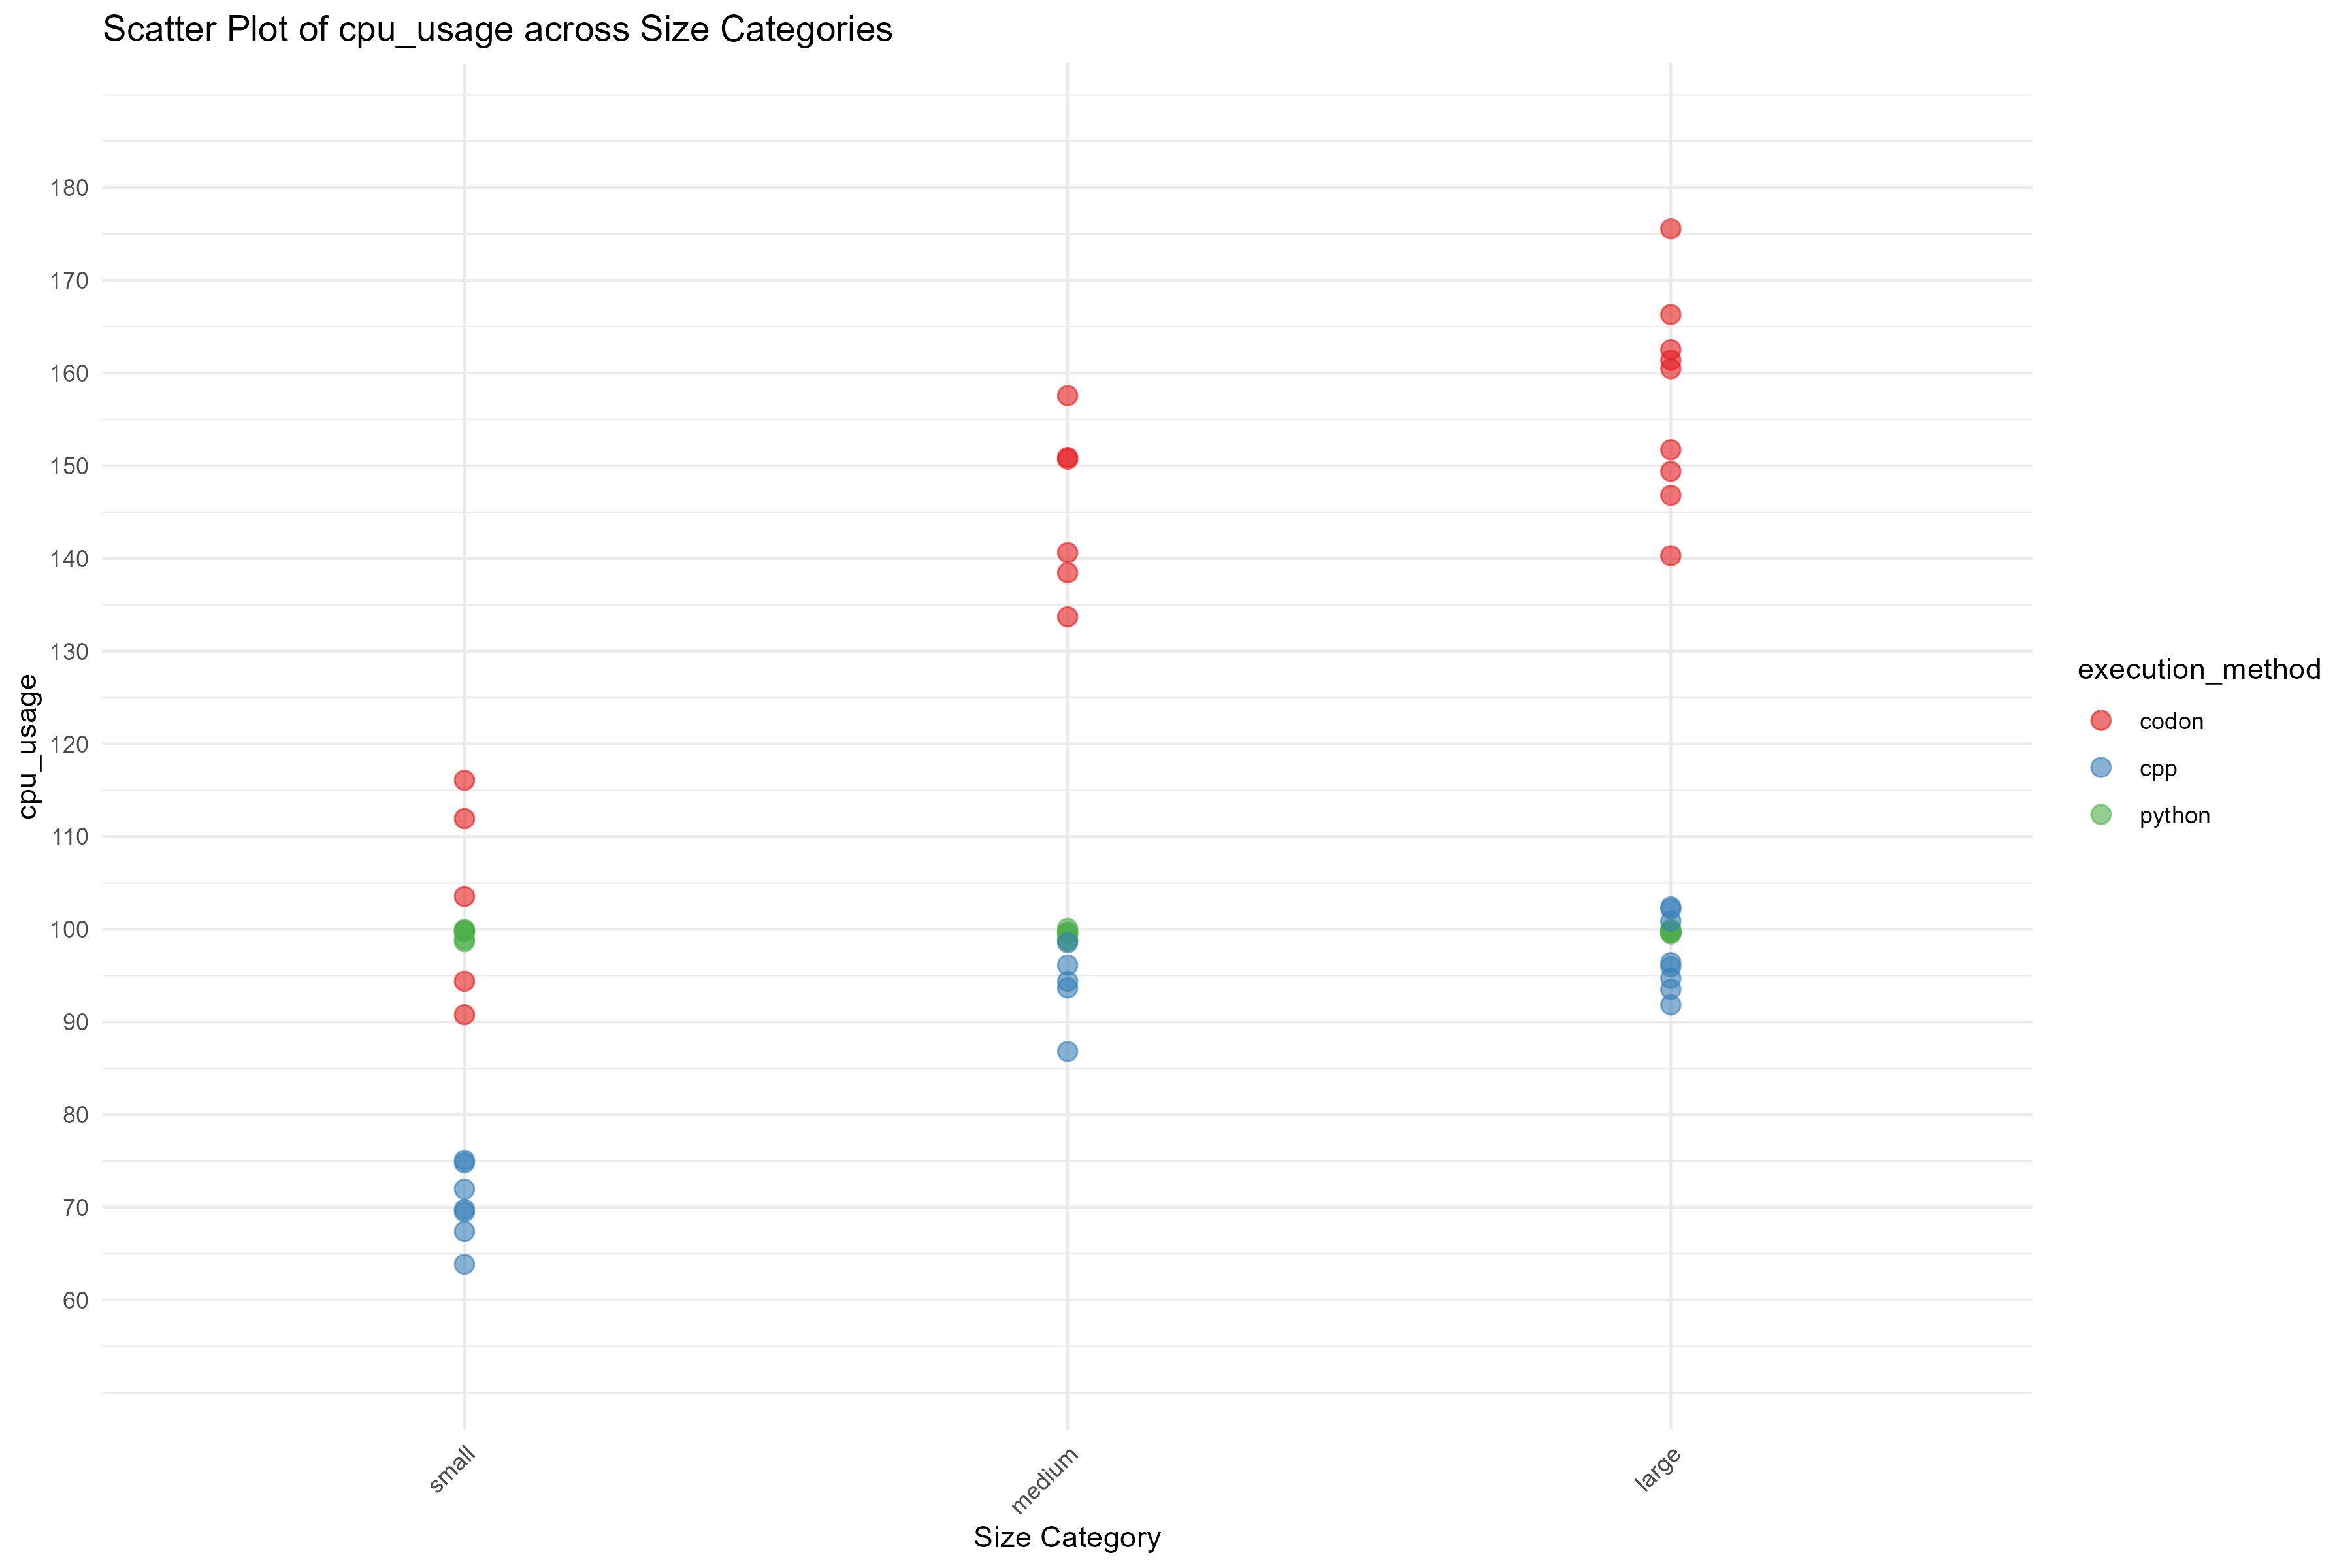 Scatter Plot of cpu_usage across Size Categories
180
170
160
150
140
130
120
110
100
90
80
70
60
cpu_usage
small
medium
large
Size Category
execution_method
codon
cpp
python